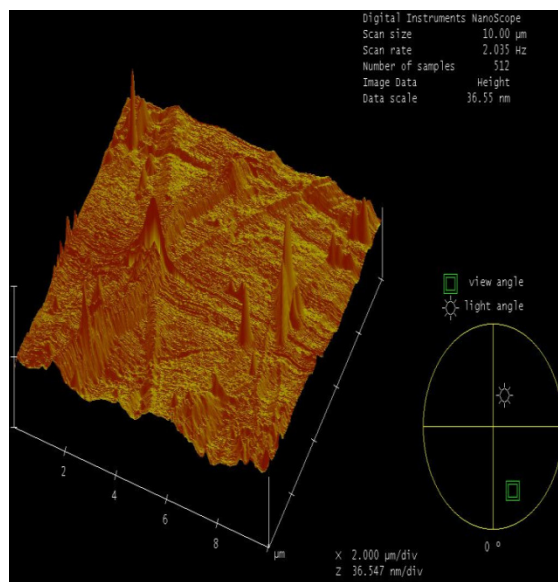 Digital Instruments NanoScope
Scan size 10.00 µm
Scan rate 2.035 Hz
Number of samples 512
Image Data Height
Data scale 36.55 nm
view angle
light angle
2
4
6
8
µm
X 2.000 µm/div
Z 36.547 nm/div
0 º